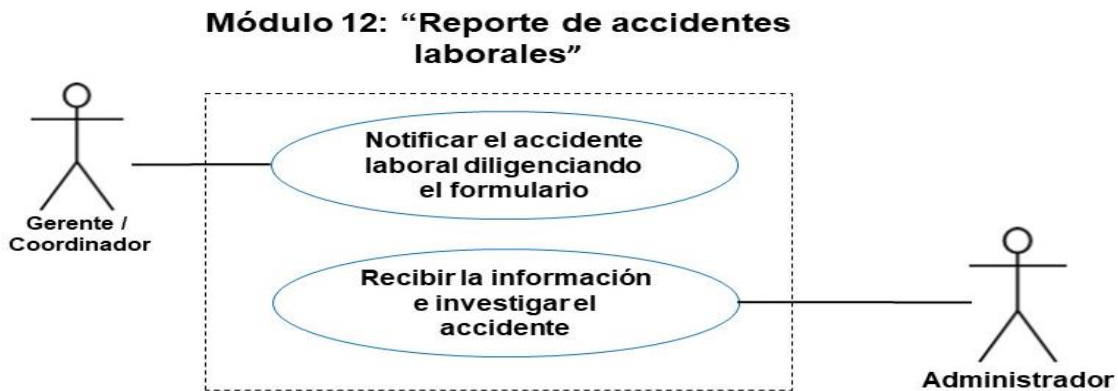 Módulo 12: “Reporte de accidentes
laborales”
Notificar el accidente
laboral diligenciando
el formulario
Gerente /
Coordinador
Recibir la información
e investigar el
accidente
Administrador